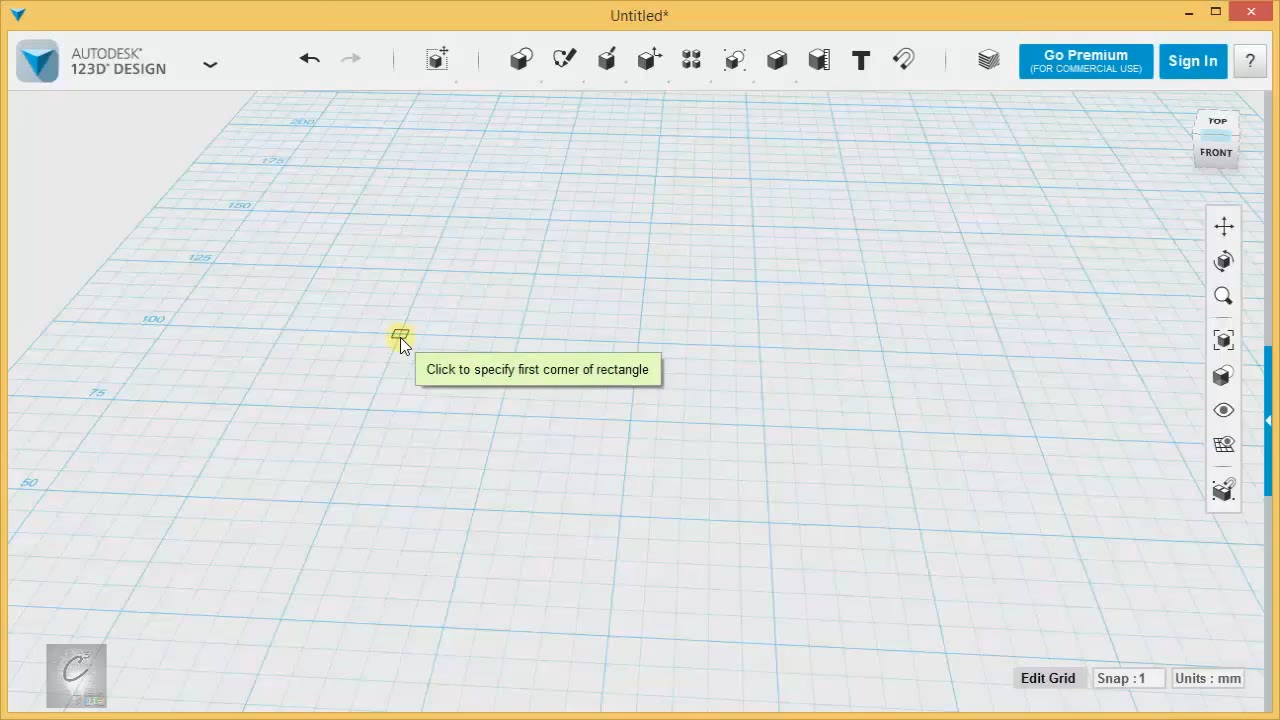 Untitled*
AUTODESK®
123D® DESIGN
Go Premium
(FOR COMMERCIAL USE)
Sign In
?
TOP
FRONT
200
175
150
125
100
75
50
Click to specify first corner of rectangle
Edit Grid
Snap : 1
Units : mm